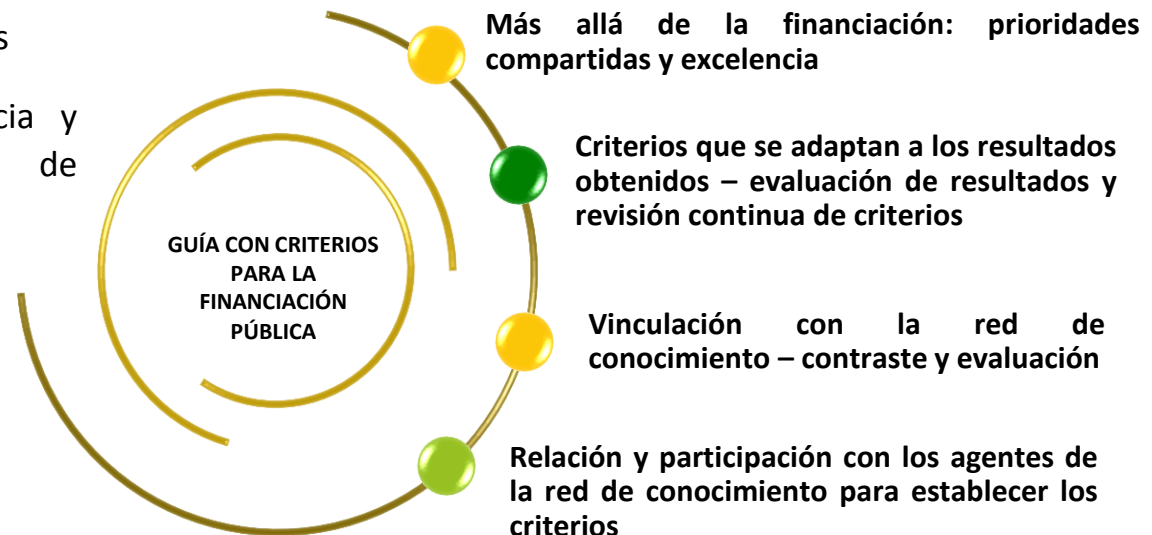 s
cia y
de
GUÍA CON CRITERIOS
PARA LA
FINANCIACIÓN
PÚBLICA
Más allá de la financiación: prioridades
compartidas y excelencia
Criterios que se adaptan a los resultados
obtenidos – evaluación de resultados y
revisión continua de criterios
Vinculación con la red de
conocimiento – contraste y evaluación
Relación y participación con los agentes de
la red de conocimiento para establecer los
criterios